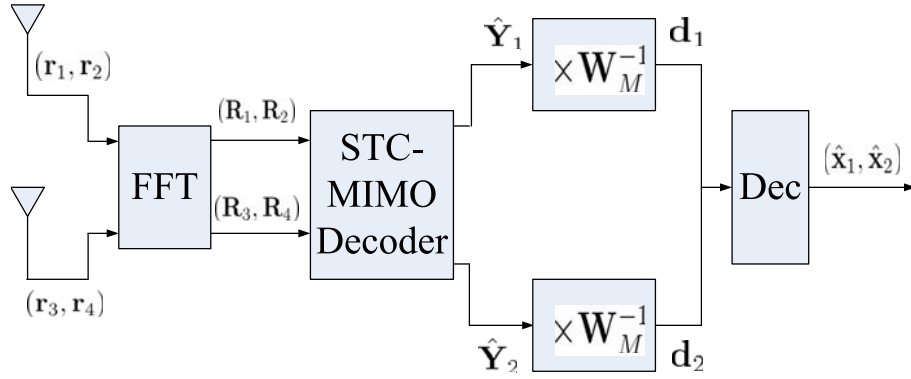 (r₁, r₂)
(r₃, r₄)
FFT
(R₁, R₂)
(R₃, R₄)
STC-
MIMO
Decoder
Ŷ₁
×W_M^{-1}
d₁
Ŷ₂
×W_M^{-1}
d₂
Dec
(x̂₁, x̂₂)